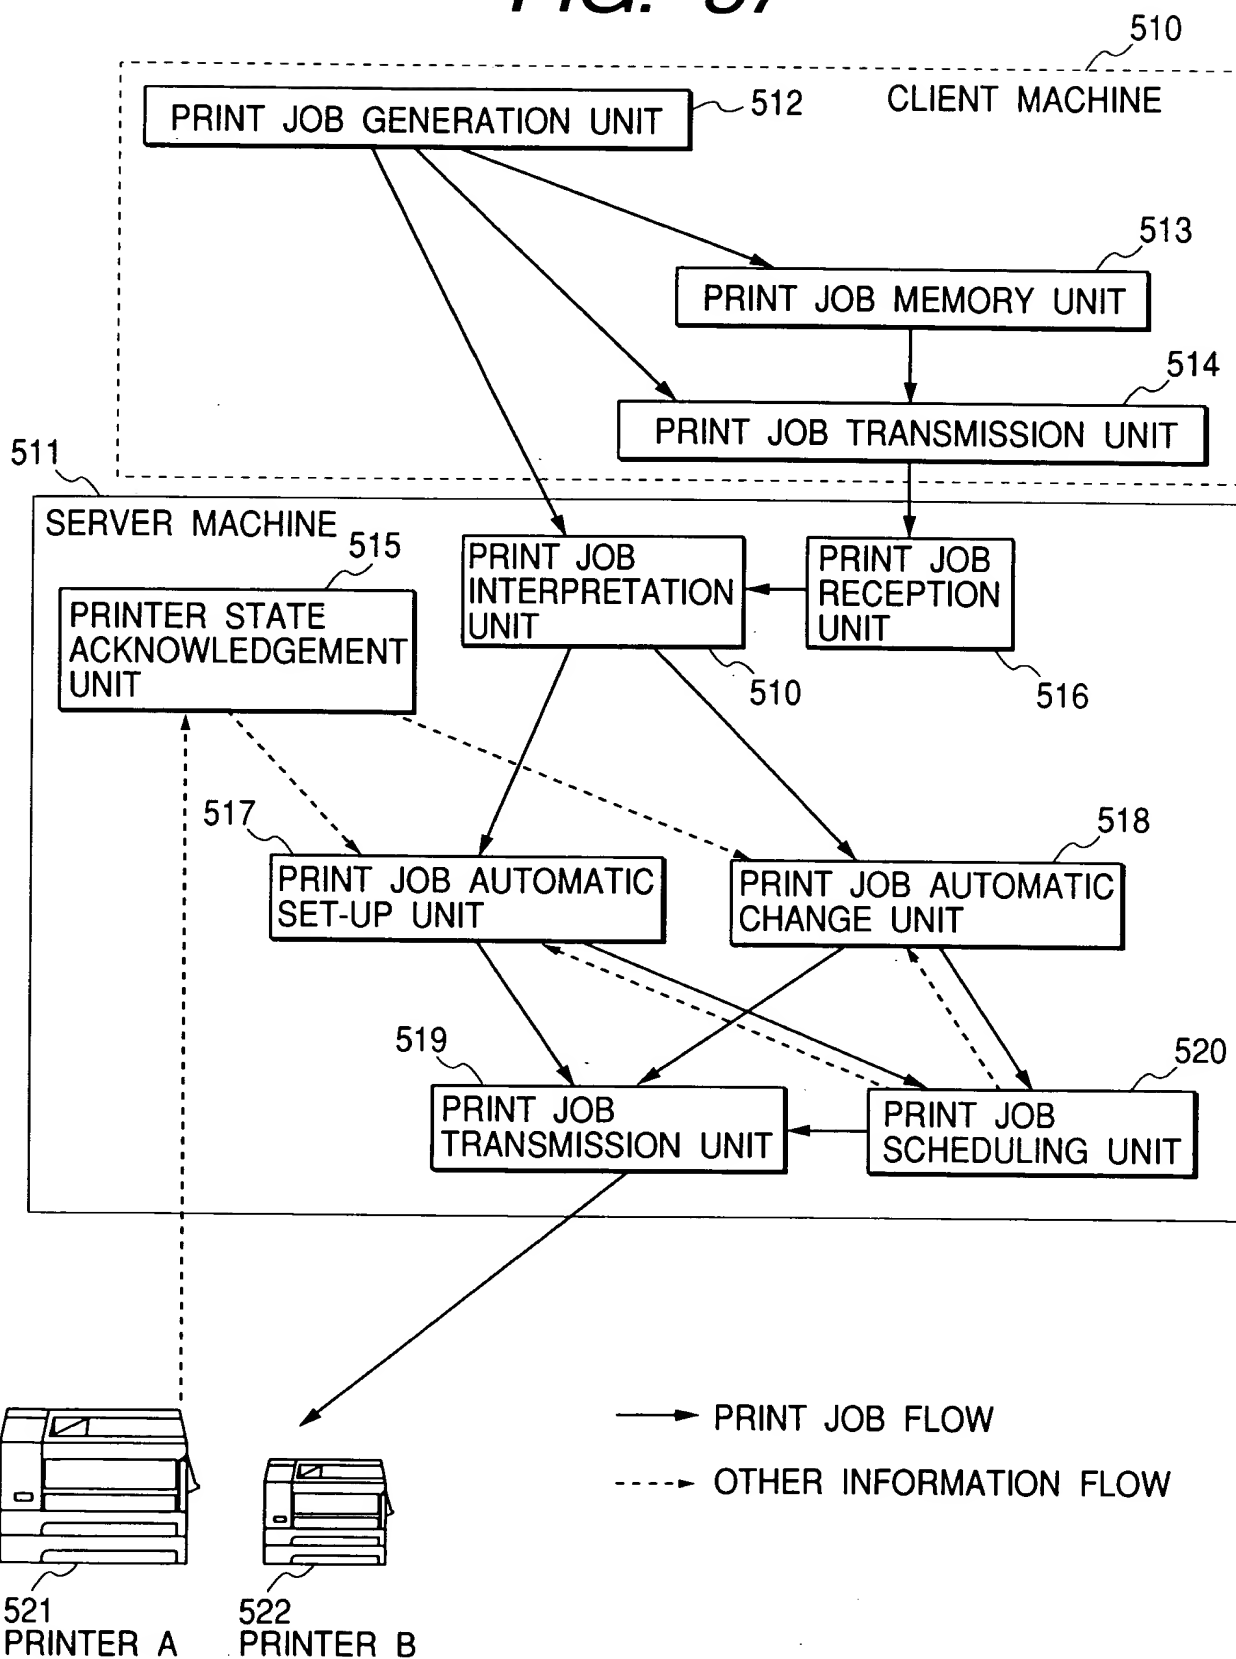 FIG. 37
510
CLIENT MACHINE
PRINT JOB GENERATION UNIT
512
513
PRINT JOB MEMORY UNIT
514
PRINT JOB TRANSMISSION UNIT
511
SERVER MACHINE
515
PRINTER STATE
ACKNOWLEDGEMENT
UNIT
PRINT JOB
INTERPRETATION
UNIT
510
PRINT JOB
RECEPTION
UNIT
516
517
PRINT JOB AUTOMATIC
SET-UP UNIT
518
PRINT JOB AUTOMATIC
CHANGE UNIT
519
PRINT JOB
TRANSMISSION UNIT
520
PRINT JOB
SCHEDULING UNIT
PRINT JOB FLOW
OTHER INFORMATION FLOW
521
PRINTER A
522
PRINTER B